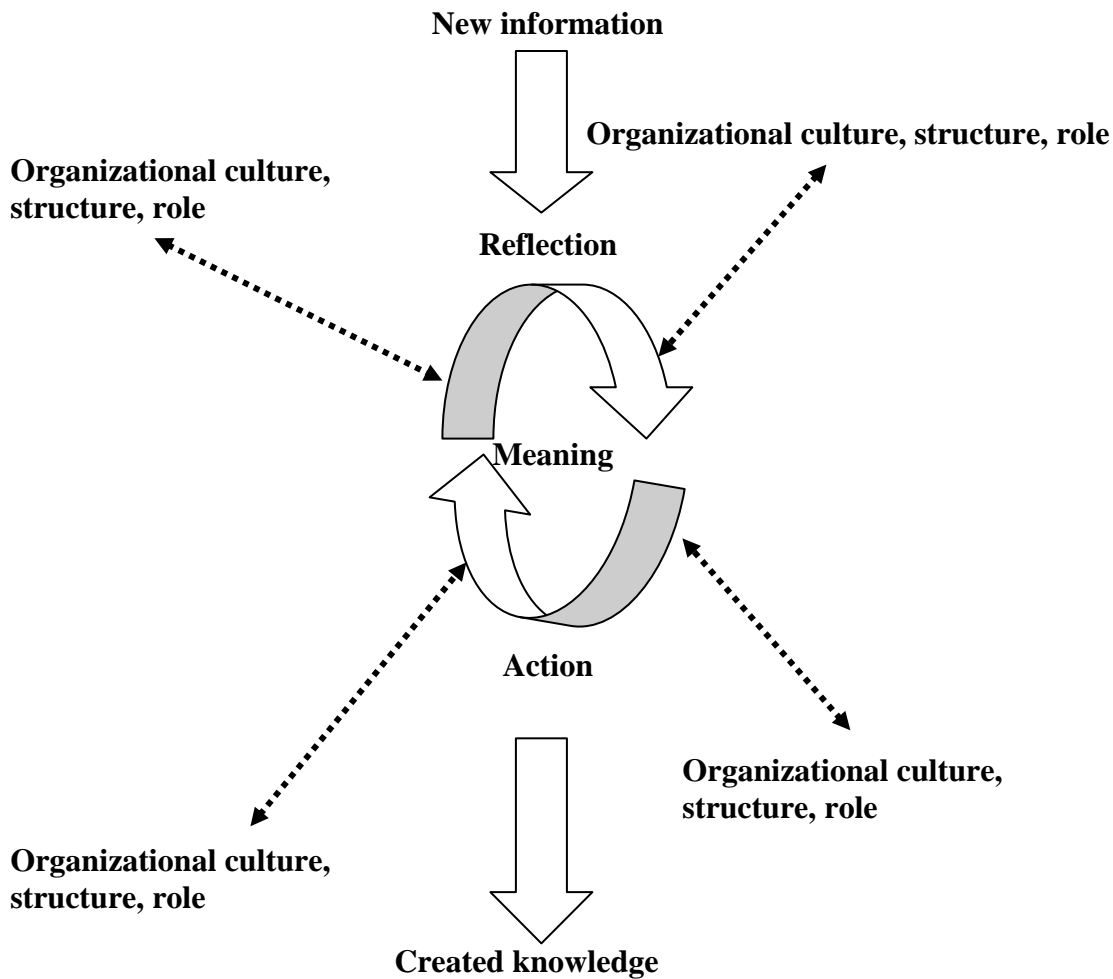 New information
Organizational culture, structure, role
Organizational culture,
structure, role
Reflection
Meaning
Action
Organizational culture,
structure, role
Organizational culture,
structure, role
Created knowledge